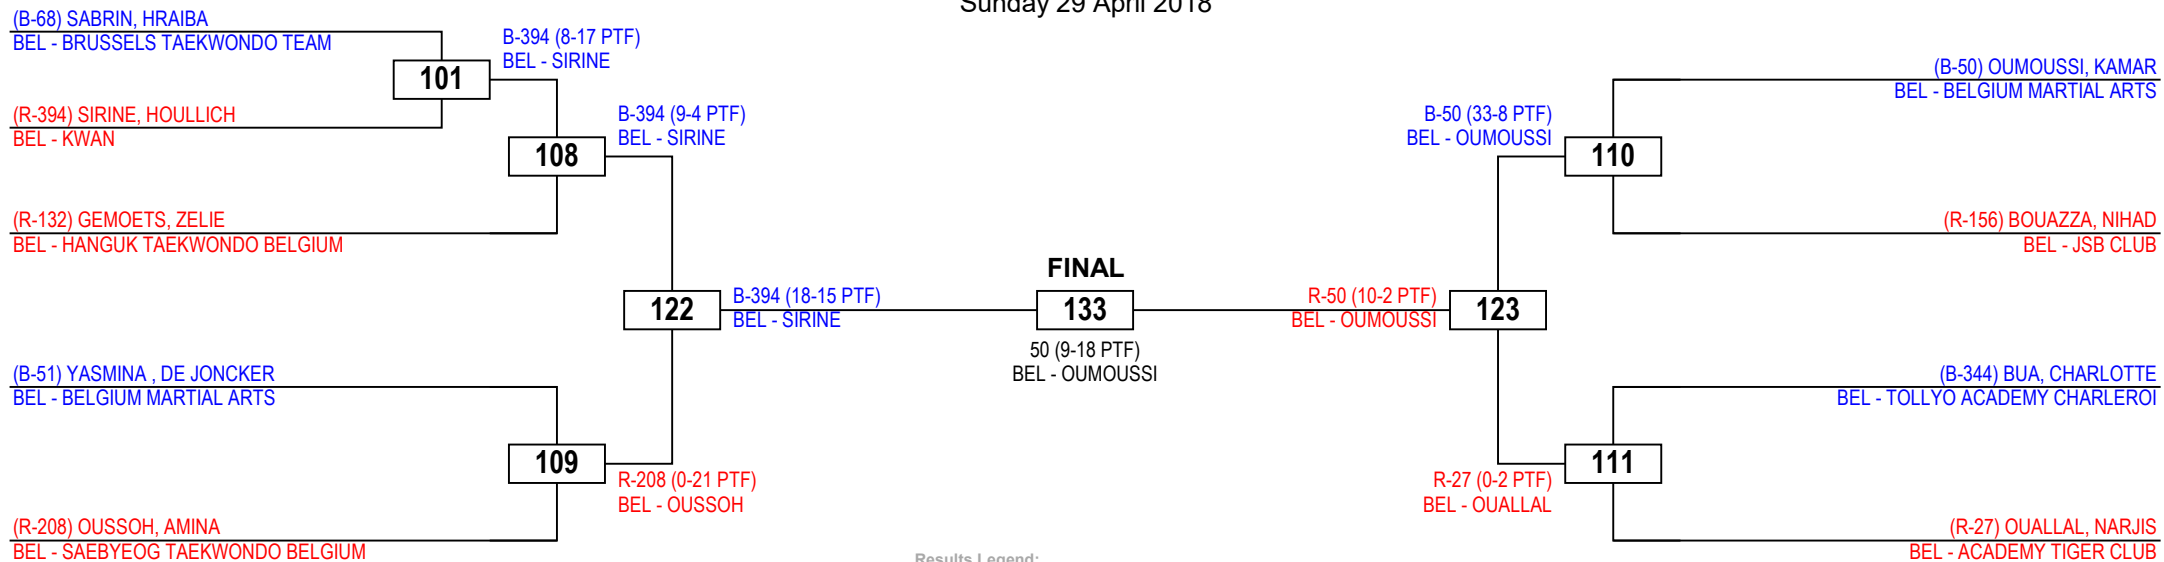 Sunday 29 April 2018
(B-68) SABRIN, HRAIBA
BEL - BRUSSELS TAEKWONDO TEAM
B-394 (8-17 PTF)
BEL - SIRINE
101
(R-394) SIRINE, HOULLICH
BEL - KWAN
B-394 (9-4 PTF)
BEL - SIRINE
108
(R-132) GEMOETS, ZELIE
BEL - HANGUK TAEKWONDO BELGIUM
122
B-394 (18-15 PTF)
BEL - SIRINE
(B-51) YASMINA , DE JONCKER
BEL - BELGIUM MARTIAL ARTS
109
R-208 (0-21 PTF)
BEL - OUSSOH
(R-208) OUSSOH, AMINA
BEL - SAEBYEOG TAEKWONDO BELGIUM
FINAL
133
50 (9-18 PTF)
BEL - OUMOUSSI
(B-50) OUMOUSSI, KAMAR
BEL - BELGIUM MARTIAL ARTS
B-50 (33-8 PTF)
BEL - OUMOUSSI
110
(R-156) BOUAZZA, NIHAD
BEL - JSB CLUB
R-50 (10-2 PTF)
BEL - OUMOUSSI
123
(B-344) BUA, CHARLOTTE
BEL - TOLLYO ACADEMY CHARLEROI
111
R-27 (0-2 PTF)
BEL - OUALLAL
(R-27) OUALLAL, NARJIS
BEL - ACADEMY TIGER CLUB
Results Legend: